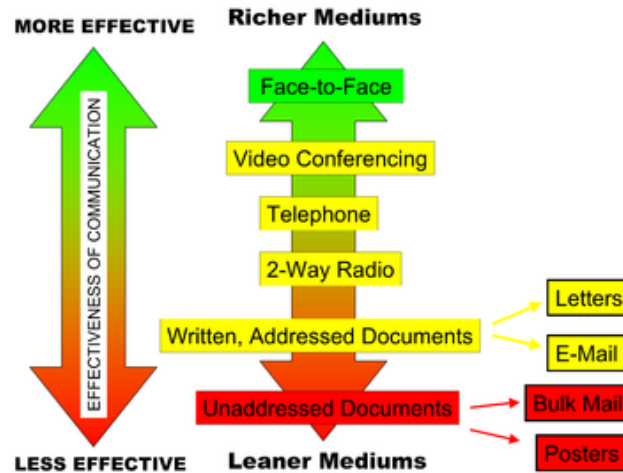 MORE EFFECTIVE
Richer Mediums
EFFECTIVENESS OF COMMUNICATION
Face-to-Face
Video Conferencing
Telephone
2-Way Radio
Written, Addressed Documents
Letters
E-Mail
Unaddressed Documents
Bulk Mail
Posters
LESS EFFECTIVE
Leaner Mediums